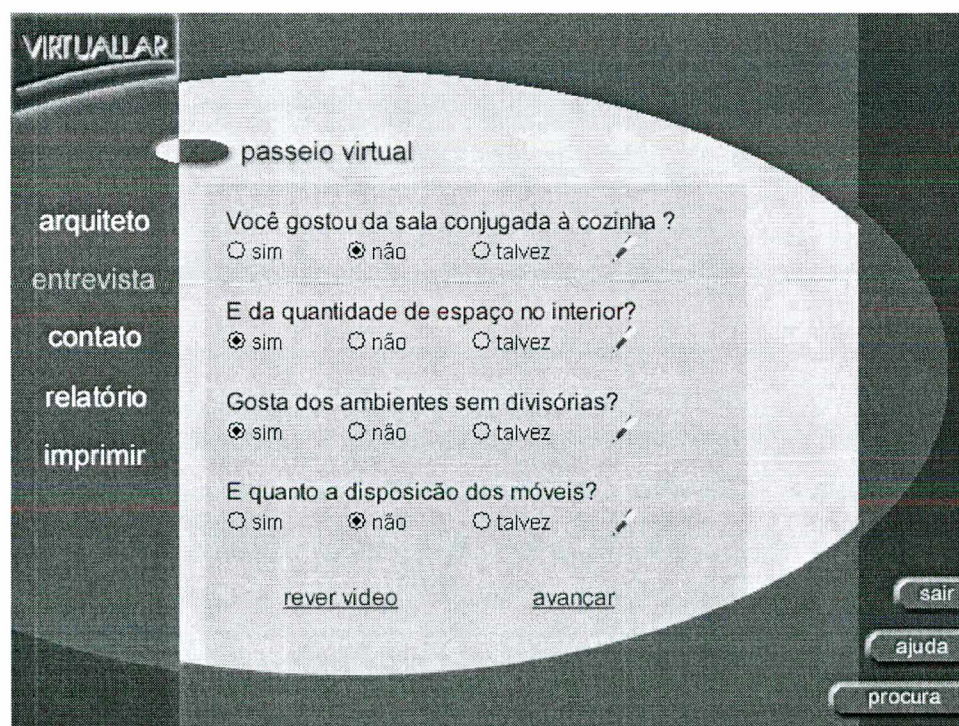 VIRTUALLAR
passeio virtual
arquiteto
entrevista
contato
relatório
imprimir
Você gostou da sala conjugada à cozinha ?
sim não talvez
E da quantidade de espaço no interior?
sim não talvez
Gosta dos ambientes sem divisórias?
sim não talvez
E quanto a disposicão dos móveis?
sim não talvez
rever video avançar
sair
ajuda
procura